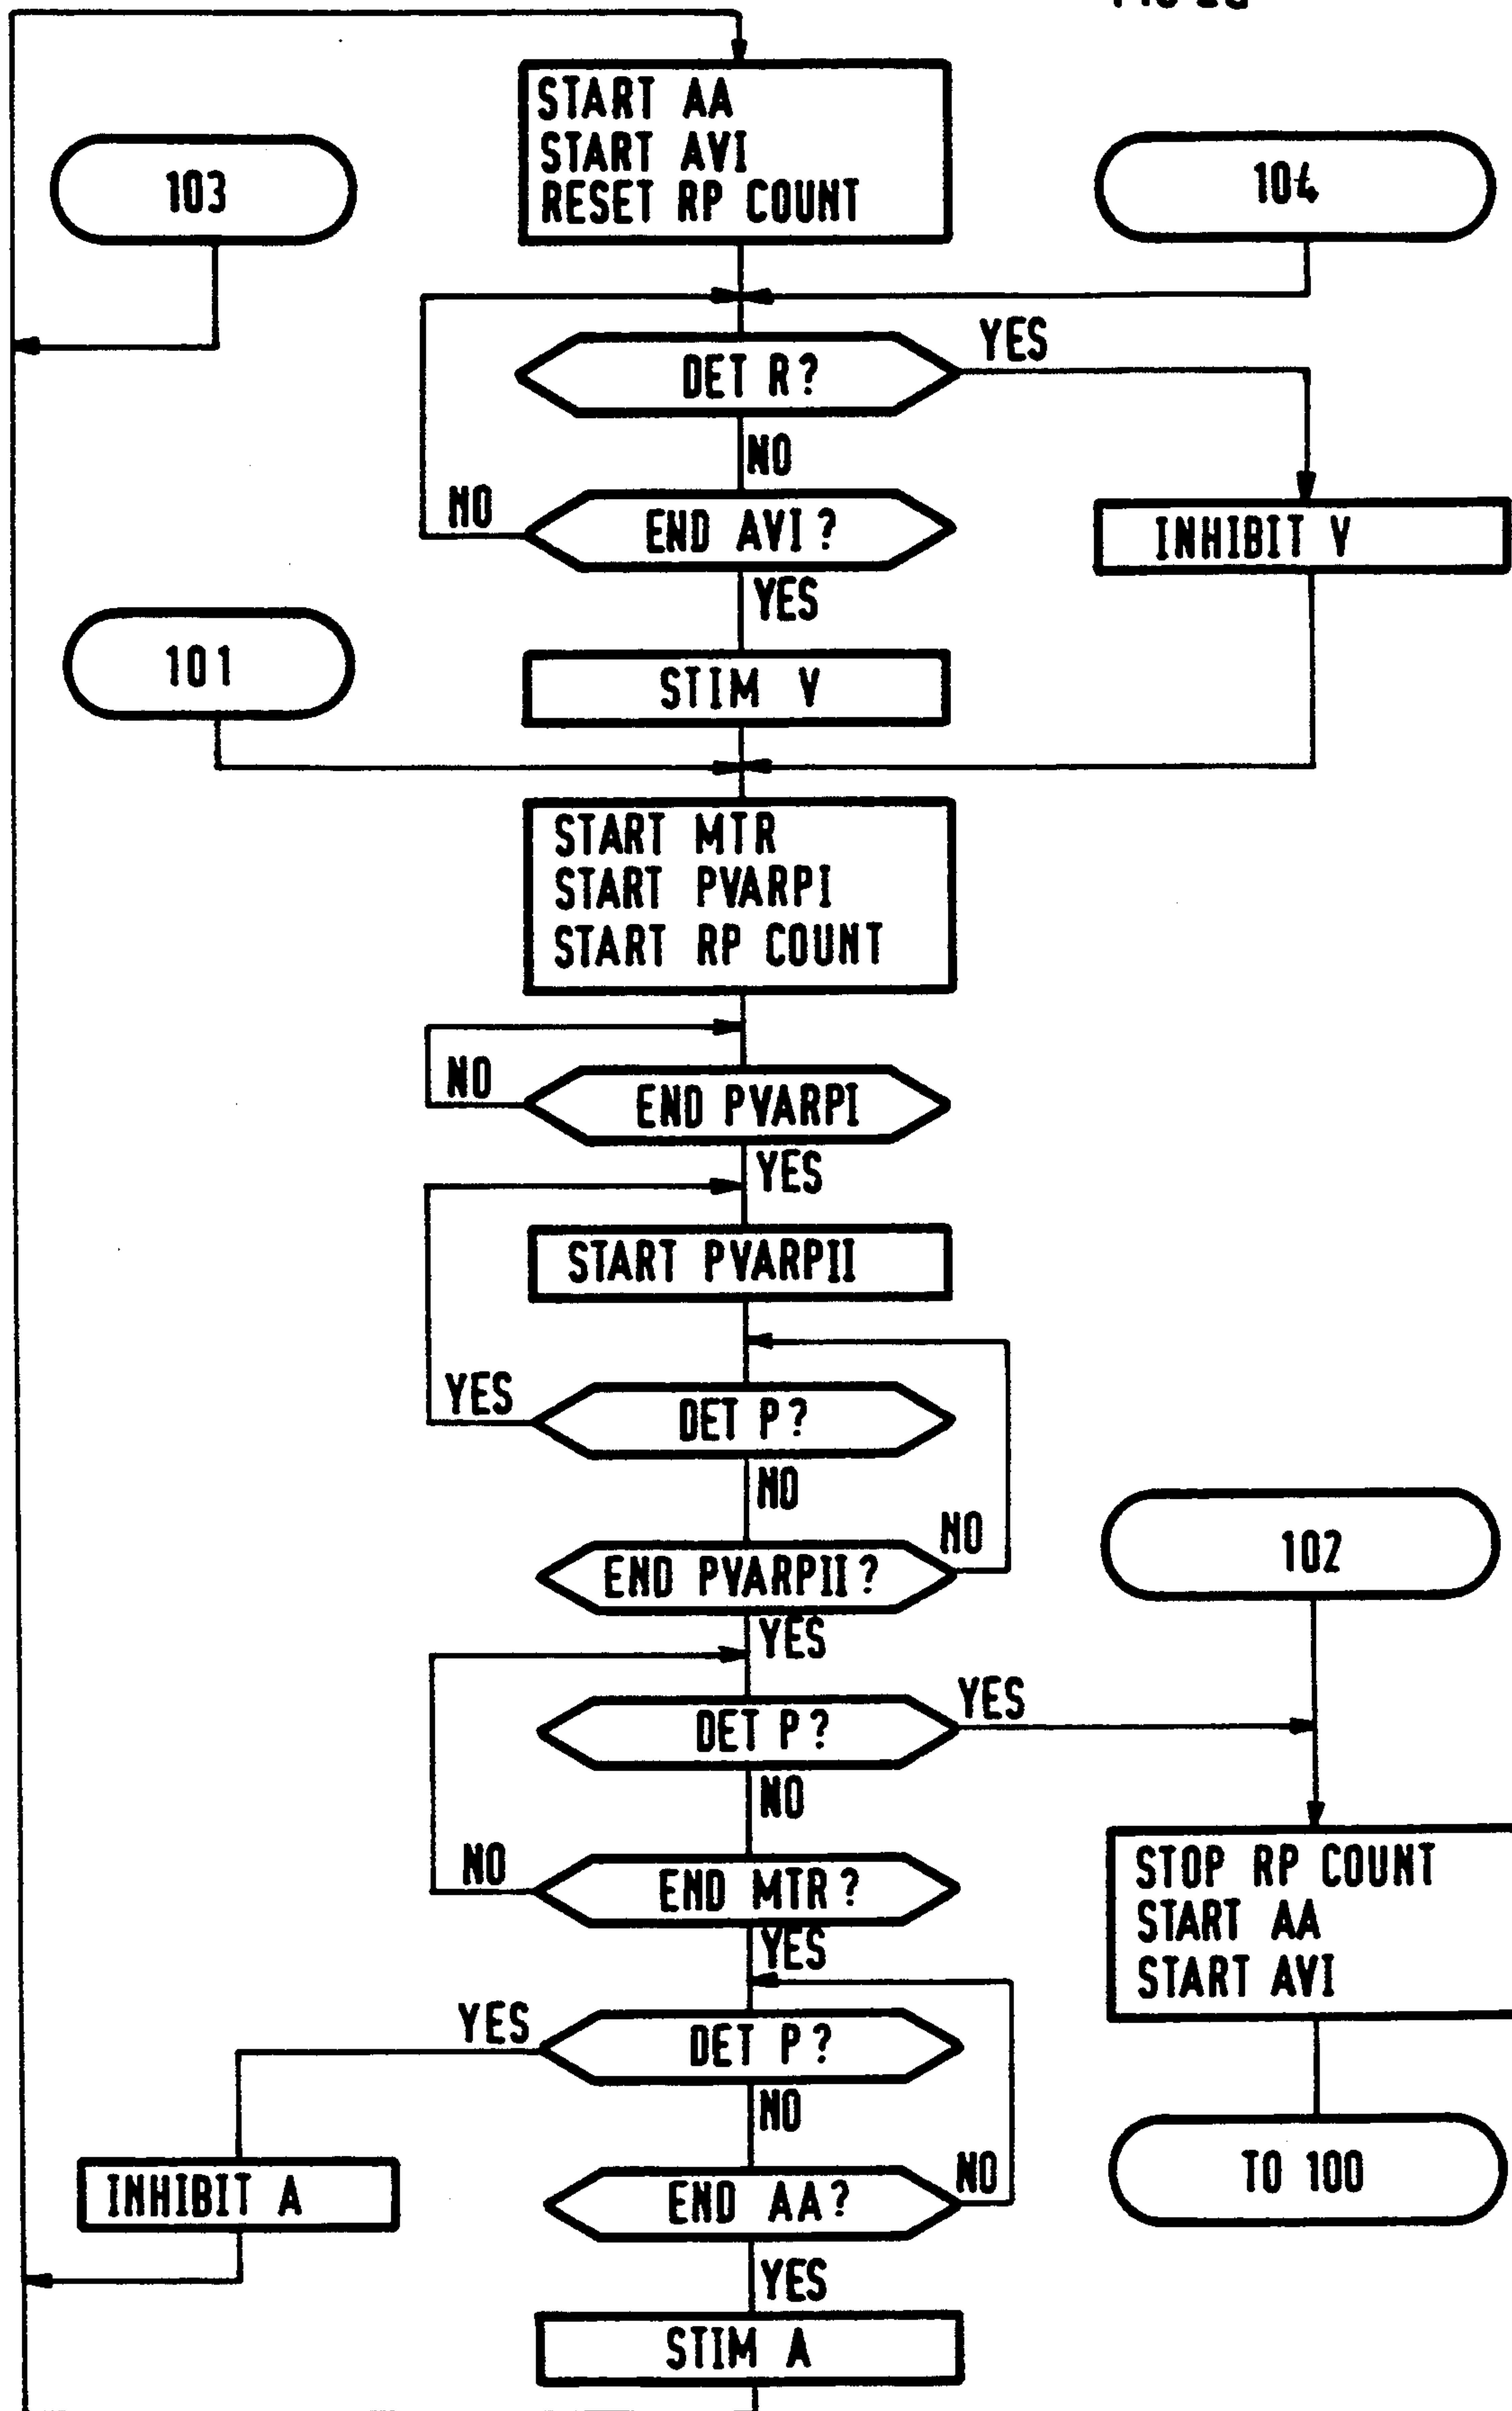 START AA
START AVI
RESET RP COUNT
103
104
DET R?
YES
NO
END AVI?
NO
INHIBIT V
YES
101
STIM V
START MTR
START PVARPI
START RP COUNT
NO
END PVARPI
YES
START PVARPII
YES
DET P?
NO
NO
END PVARPII?
102
YES
DET P?
YES
NO
NO
END MTR?
STOP RP COUNT
START AA
START AVI
YES
YES
DET P?
NO
INHIBIT A
END AA?
NO
TO 100
YES
STIM A